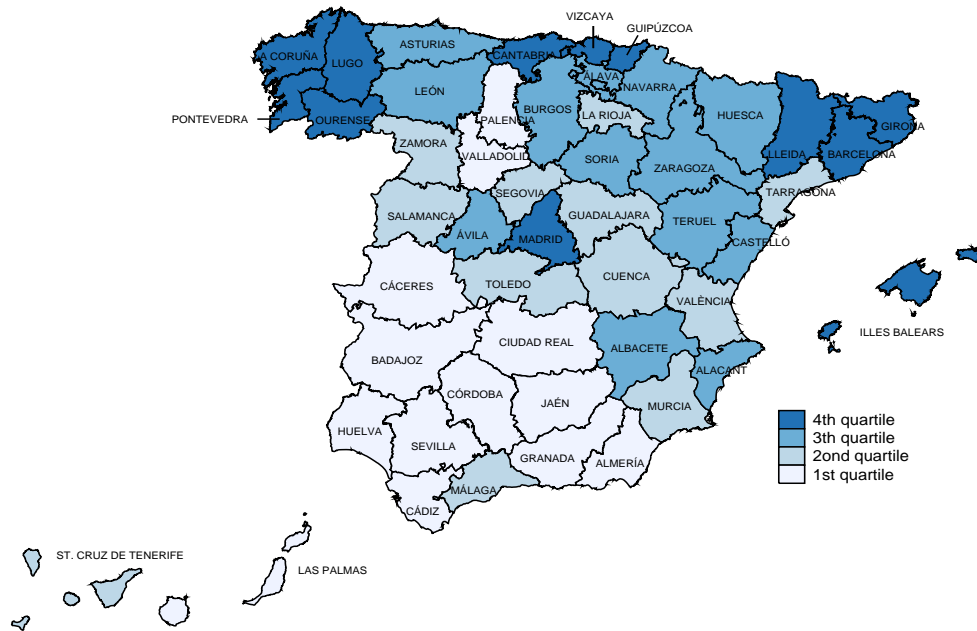 VIZCAYA
GUIPÚZCOA
ASTURIAS
A CORUÑA
LUGO
CANTABRIA
ÁLAVA
NAVARRA
LEÓN
BURGOS
HUESCA
PALENCIA
LA RIOJA
PONTEVEDRA
OURENSE
GIRONA
ZAMORA
VALLADOLID
SORIA
ZARAGOZA
LLEIDA
BARCELONA
SEGOVIA
TARRAGONA
SALAMANCA
GUADALAJARA
TERUEL
ÁVILA
MADRID
CASTELLÓ
CÁCERES
TOLEDO
CUENCA
VALÈNCIA
ILLES BALEARS
CIUDAD REAL
ALBACETE
BADAJOZ
ALACANT
CÓRDOBA
JAÉN
MURCIA
HUELVA
SEVILLA
GRANADA
ALMERÍA
MÁLAGA
CÁDIZ
4th quartile
3th quartile
2ond quartile
1st quartile
ST. CRUZ DE TENERIFE
LAS PALMAS